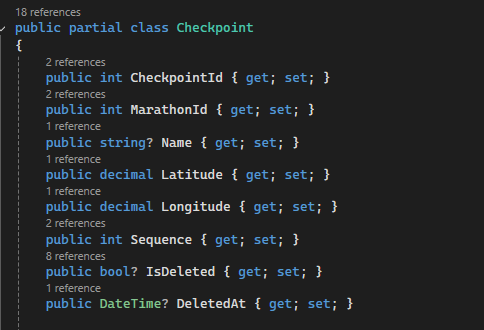 18 references
public partial class Checkpoint
{
2 references
public int CheckpointId { get; set; }
2 references
public int MarathonId { get; set; }
1 reference
public string? Name { get; set; }
1 reference
public decimal Latitude { get; set; }
1 reference
public decimal Longitude { get; set; }
2 references
public int Sequence { get; set; }
8 references
public bool? IsDeleted { get; set; }
1 reference
public DateTime? DeletedAt { get; set; }